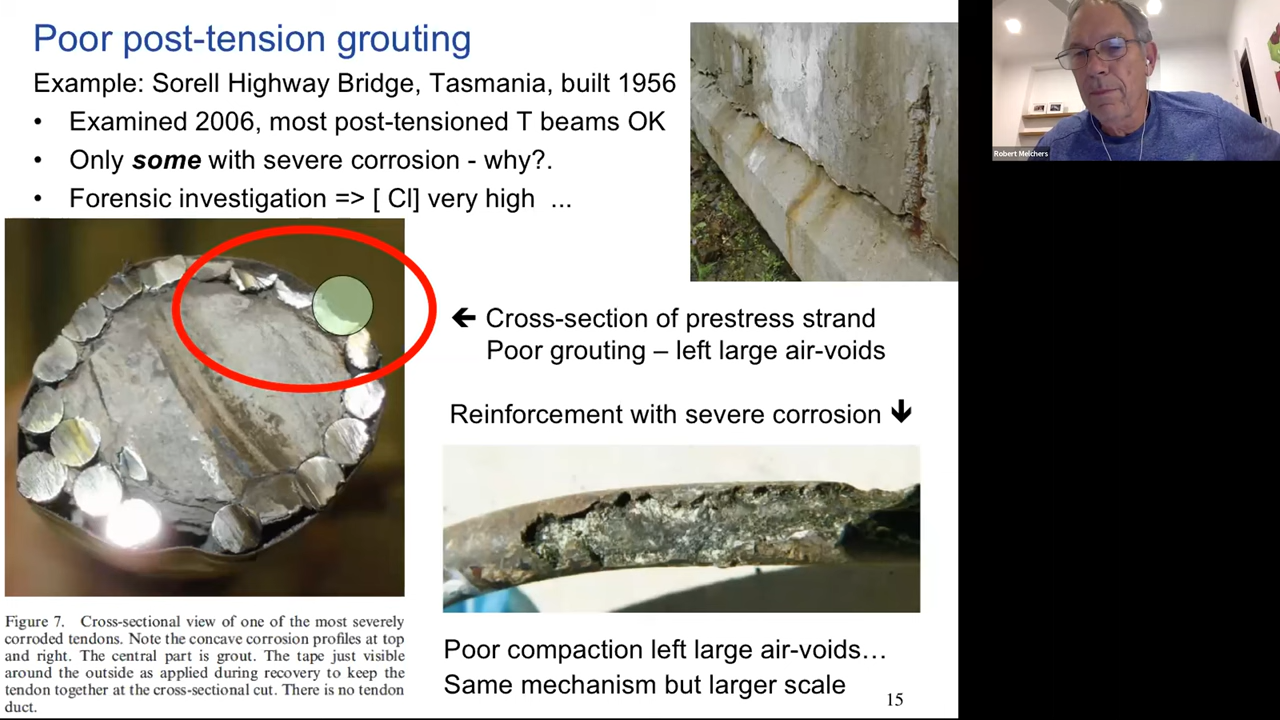 Poor post-tension grouting
Example: Sorell Highway Bridge, Tasmania, built 1956
• Examined 2006, most post-tensioned T beams OK
• Only some with severe corrosion - why?.
• Forensic investigation => [ Cl] very high ...
🡸 Cross-section of prestress strand
Poor grouting – left large air-voids
Reinforcement with severe corrosion 🡻
Figure 7. Cross-sectional view of one of the most severely
corroded tendons. Note the concave corrosion profiles at top
and right. The central part is grout. The tape just visible
around the outside as applied during recovery to keep the
tendon together at the cross-sectional cut. There is no tendon
duct.
Poor compaction left large air-voids…
Same mechanism but larger scale
15
Robert Melchers